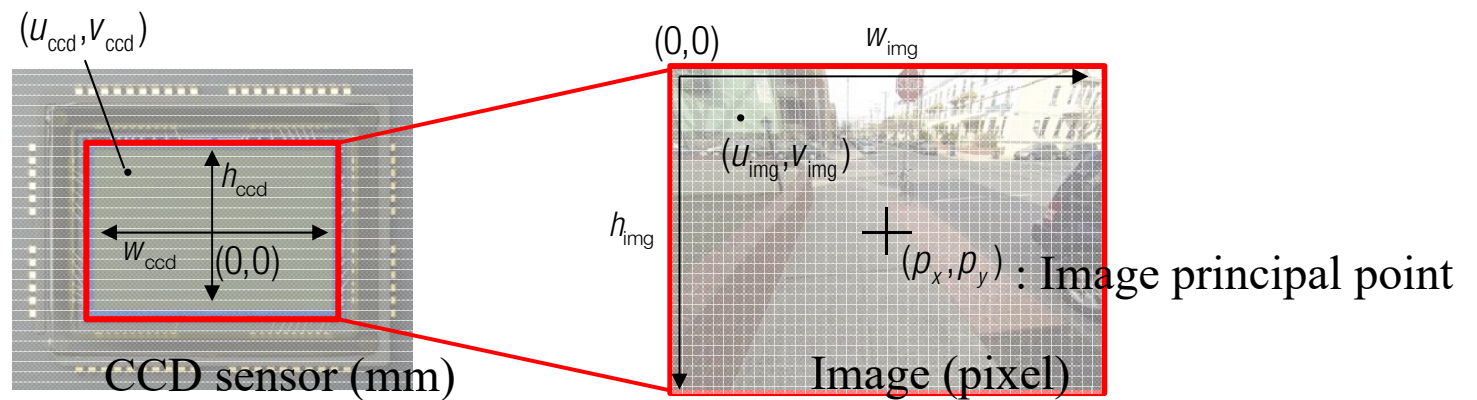 (u_ccd,v_ccd)
h_ccd
w_ccd
(0,0)
CCD sensor (mm)
(0,0)
w_img
(u_img,v_img)
h_img
(p_x,p_y) : Image principal point
Image (pixel)